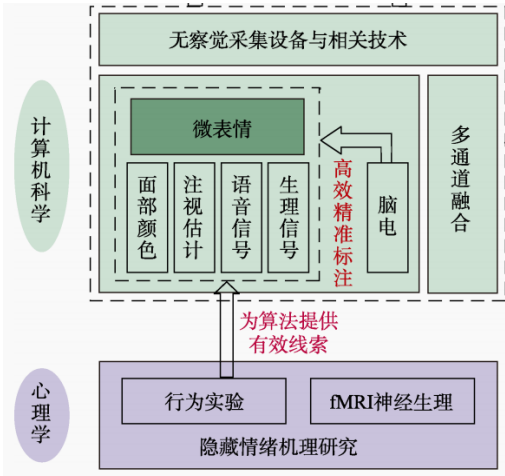 无察觉采集设备与相关技术
计算机科学
微表情
面部颜色
注视估计
语音信号
生理信号
高效精准标注
脑电
多通道融合
为算法提供
有效线索
心理学
行为实验
fMRI神经生理
隐藏情绪机理研究